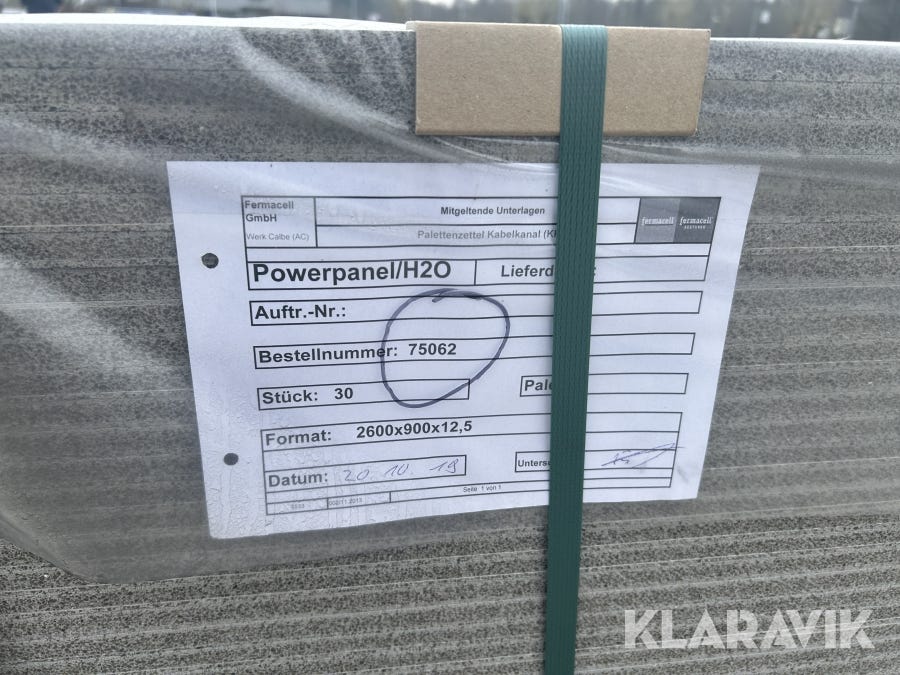 Fermacell
GmbH
Werk Calbe (AC)
Mitgeltende Unterlagen
Palettenzettel Kabelkanal
fermacell fermacell
Powerpanel/H2O
Auftr.-Nr.:
Bestellnummer: 75062
Stück: 30
Format: 2600x900x12,5
Datum: 20.10.19
Seite 1 von 1
KLARAVIK